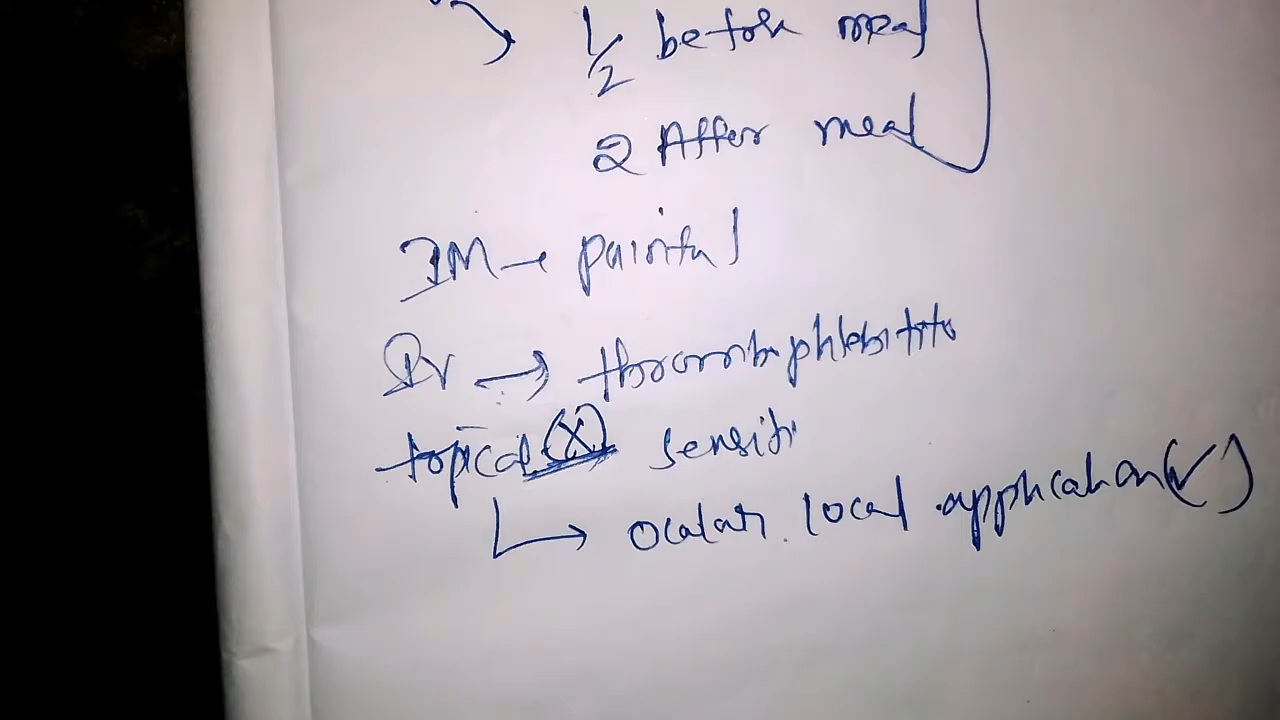 → 1/2 before meal
2 After meal
IM → painful
IV → thrombophlebitis
topical (X) sensiti
↳ ocular local application (✓)